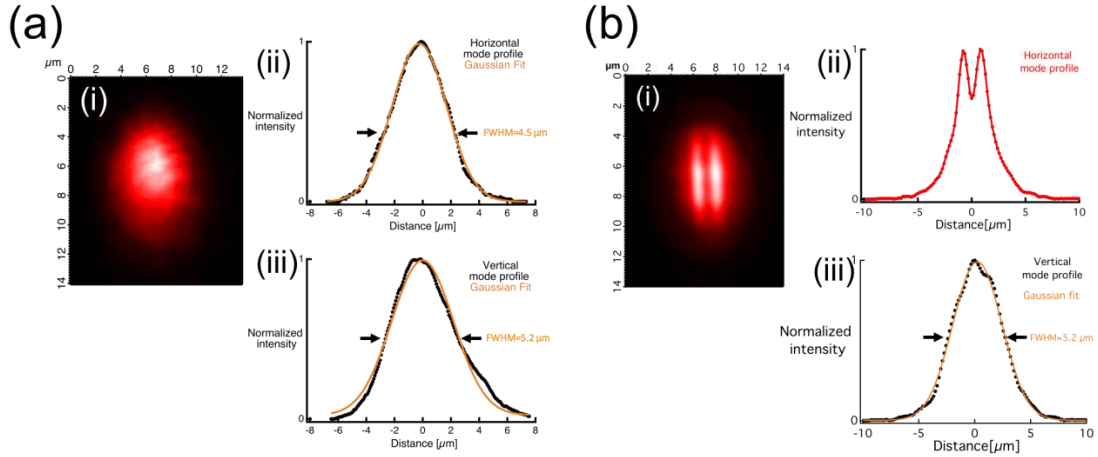 (a)
µm
0 2 4 6 8 10 12
0
2
4
6
8
10
12
14
(i)
(ii)
1
Horizontal
mode profile
Gaussian Fit
Normalized
intensity
FWHM=4.5 µm
0
-8 -6 -4 -2 0 2 4 6 8
Distance [µm]
(iii)
1
Vertical
mode profile
Gaussian Fit
Normalized
intensity
FWHM=5.2 µm
0
-8 -6 -4 -2 0 2 4 6 8
Distance [µm]
(b)
µm 0 2 4 6 8 10 12 14
0
2
4
6
8
10
12
14
(i)
(ii)
1
Horizontal
mode profile
Normalized
intensity
0
-10 -5 0 5 10
Distance[µm]
(iii)
1
Vertical
mode profile
Gaussian fit
Normalized
intensity
FWHM=5.2 µm
0
-10 -5 0 5 10
Distance[µm]